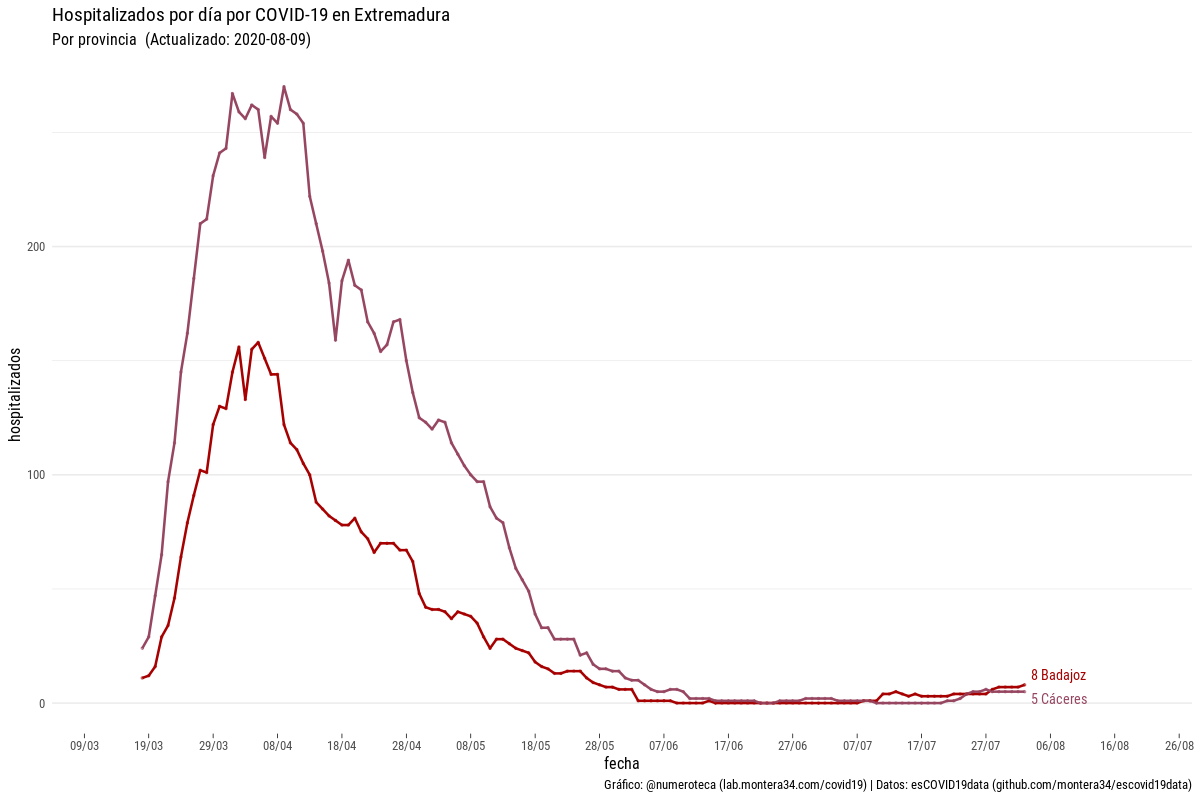 Hospitalizados por día por COVID-19 en Extremadura
Por provincia (Actualizado: 2020-08-09)
hospitalizados
200
100
0
8 Badajoz
5 Cáceres
09/03 19/03 29/03 08/04 18/04 28/04 08/05 18/05 28/05 07/06 17/06 27/06 07/07 17/07 27/07 06/08 16/08 26/08
fecha
Gráfico: @numeroteca (lab.montera34.com/covid19) | Datos: esCOVID19data (github.com/montera34/escovid19data)